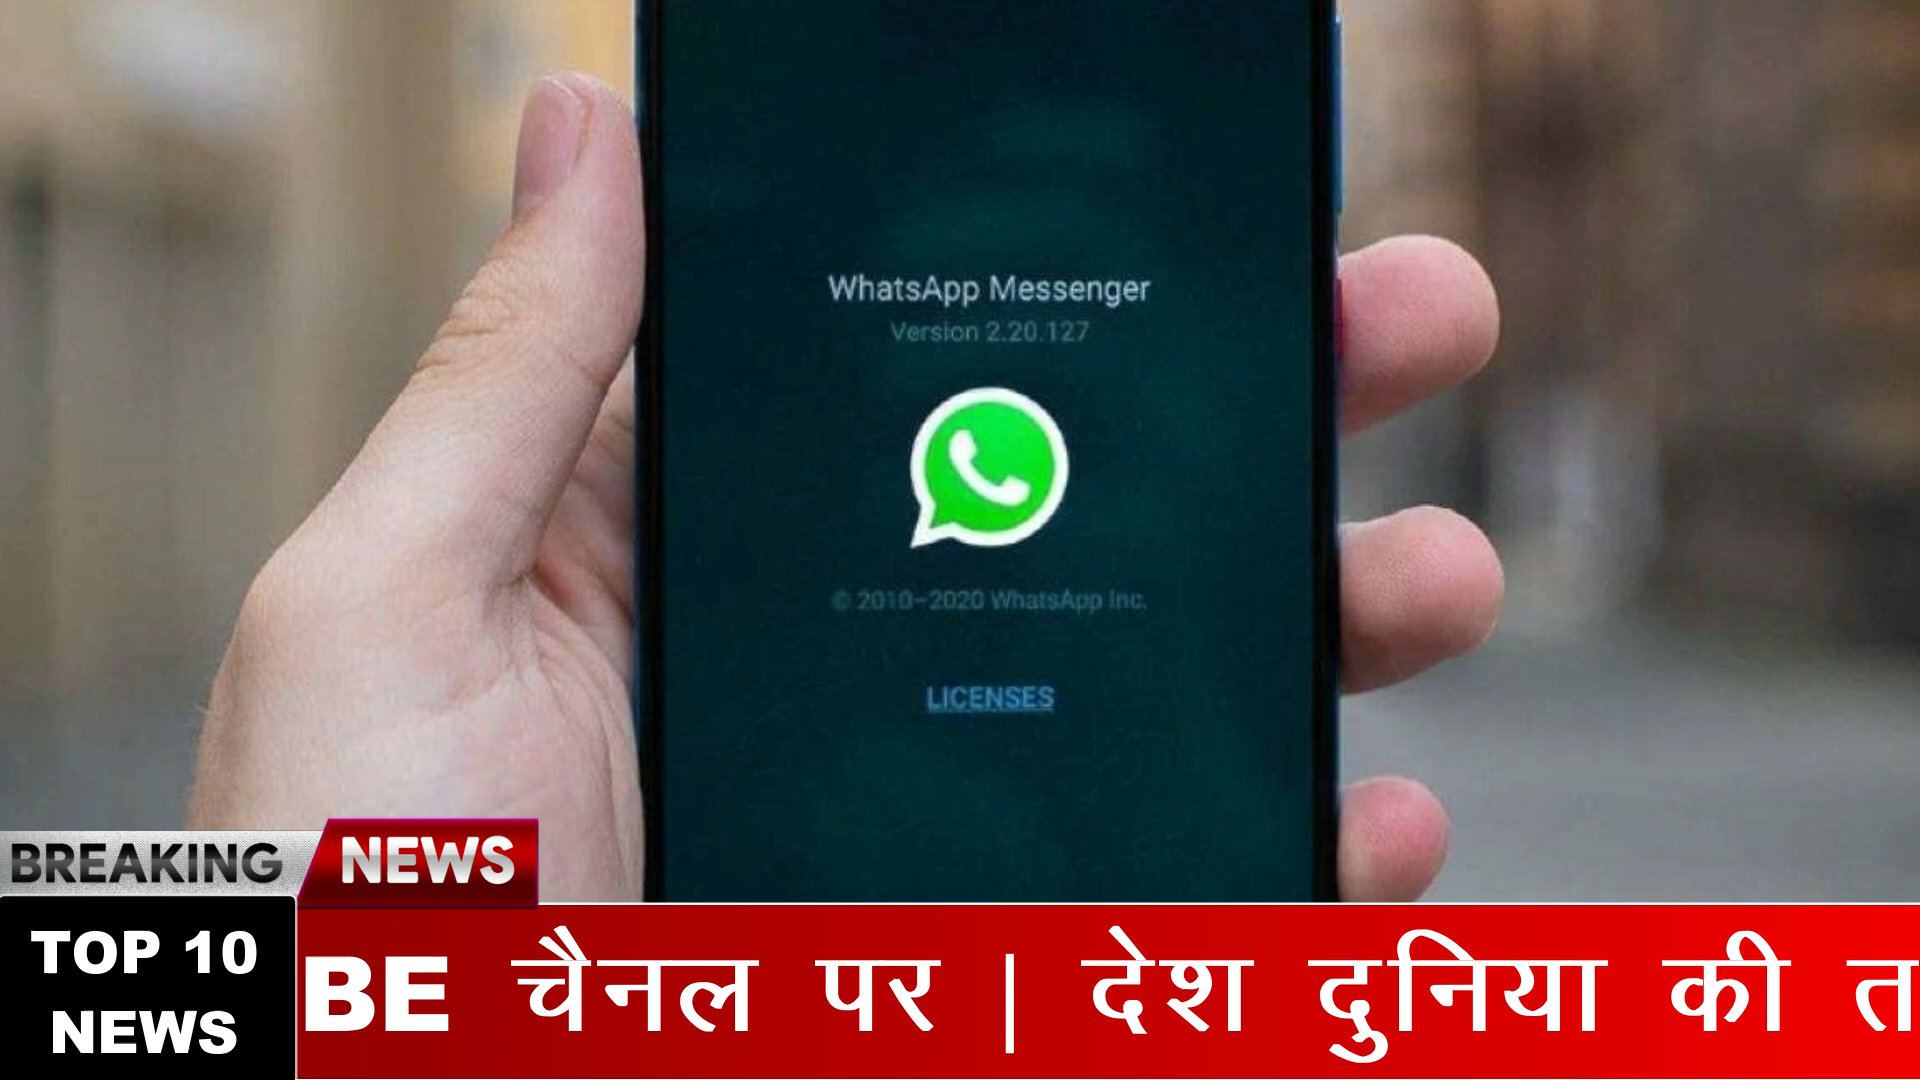 WhatsApp Messenger
Version 2.20.127
© 2010-2020 WhatsApp Inc.
LICENSES
BREAKING NEWS
TOP 10
NEWS
BE चैनल पर | देश दुनिया की त